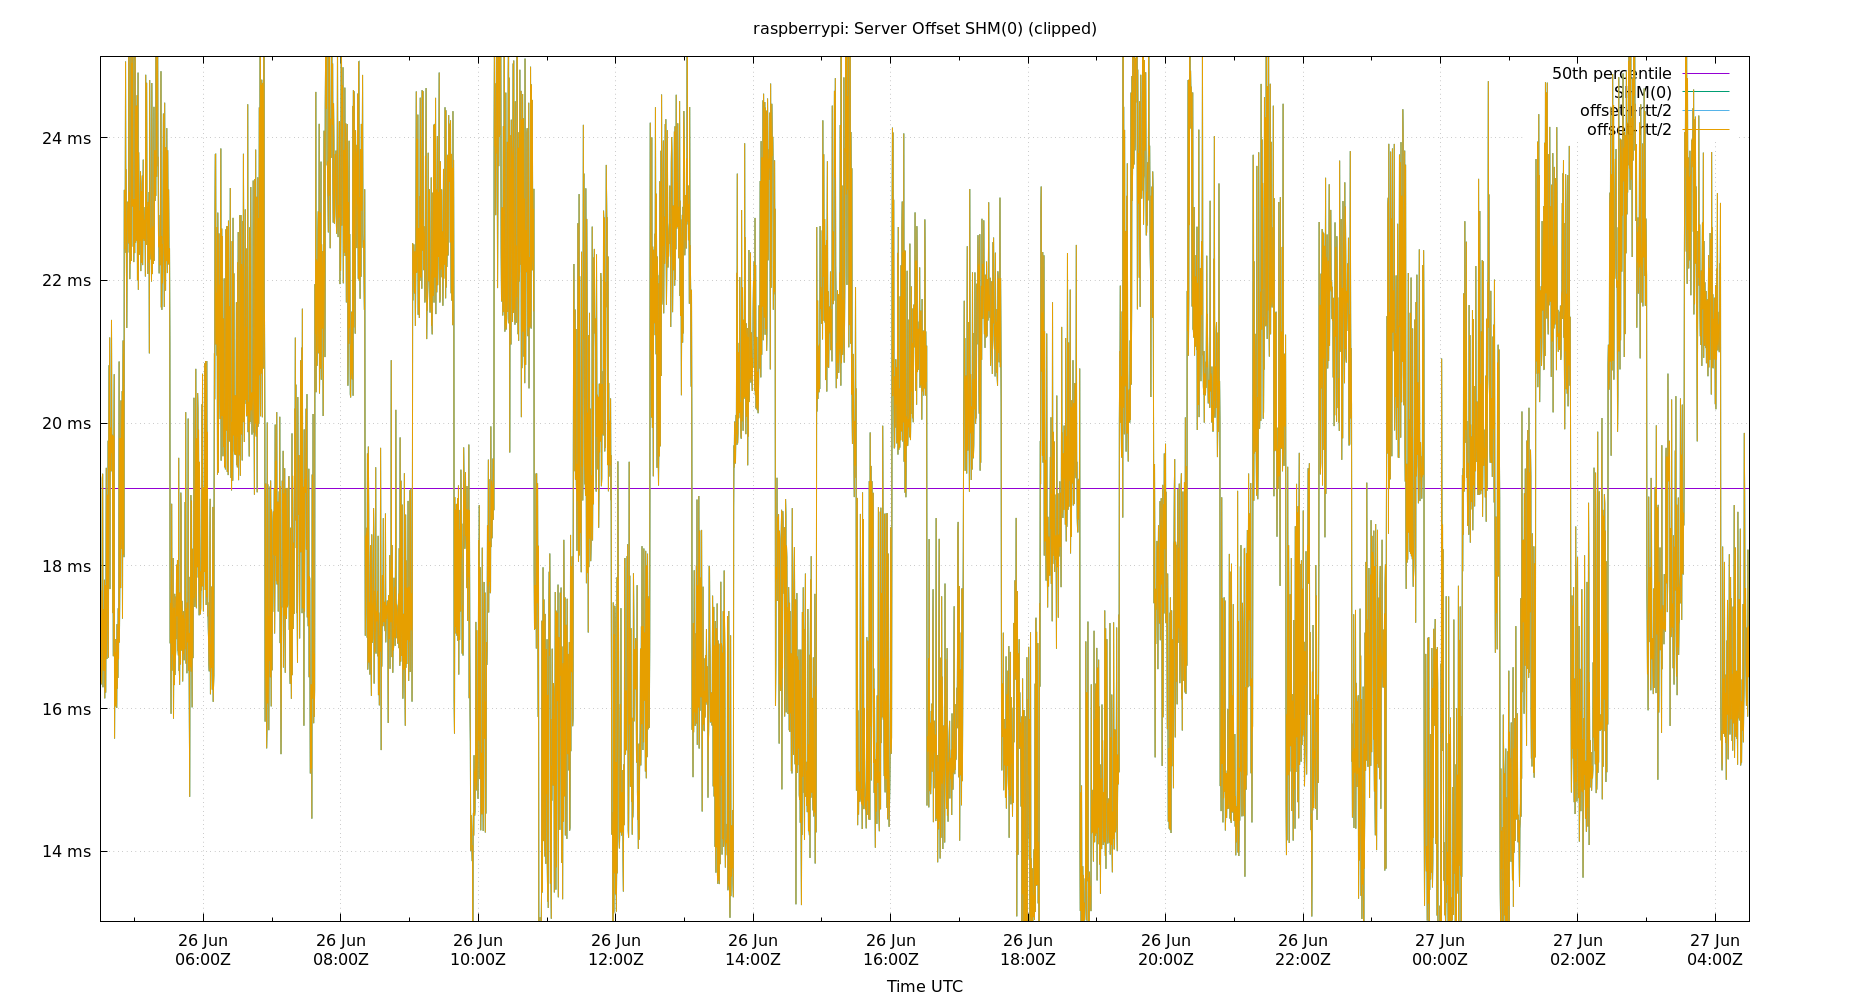 raspberrypi: Server Offset SHM(0) (clipped)
50th percentile
SHM(0)
offset+rtt/2
offset-rtt/2
24 ms
22 ms
20 ms
18 ms
16 ms
14 ms
26 Jun 26 Jun 26 Jun 26 Jun 26 Jun 26 Jun 26 Jun 26 Jun 26 Jun 27 Jun 27 Jun 27 Jun
06:00Z 08:00Z 10:00Z 12:00Z 14:00Z 16:00Z 18:00Z 20:00Z 22:00Z 00:00Z 02:00Z 04:00Z
Time UTC